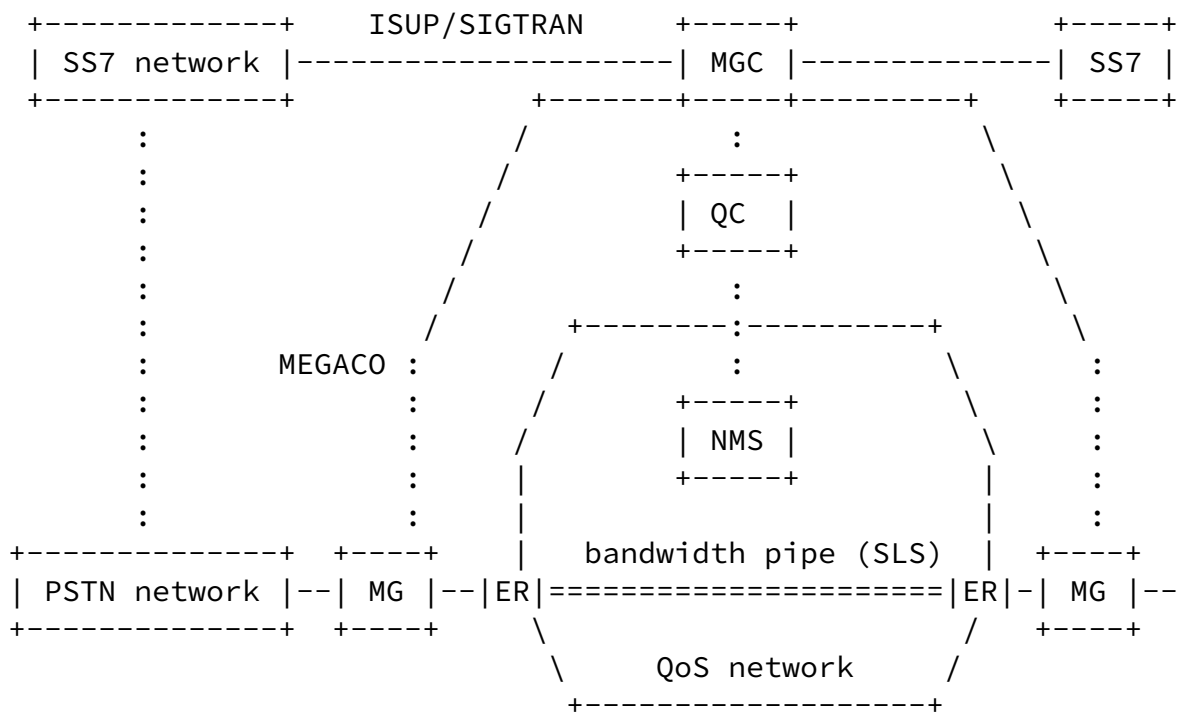 ISUP/SIGTRAN
SS7 network MGC SS7
QC
MEGACO
NMS
bandwidth pipe (SLS)
PSTN network MG ER ER MG
QoS network